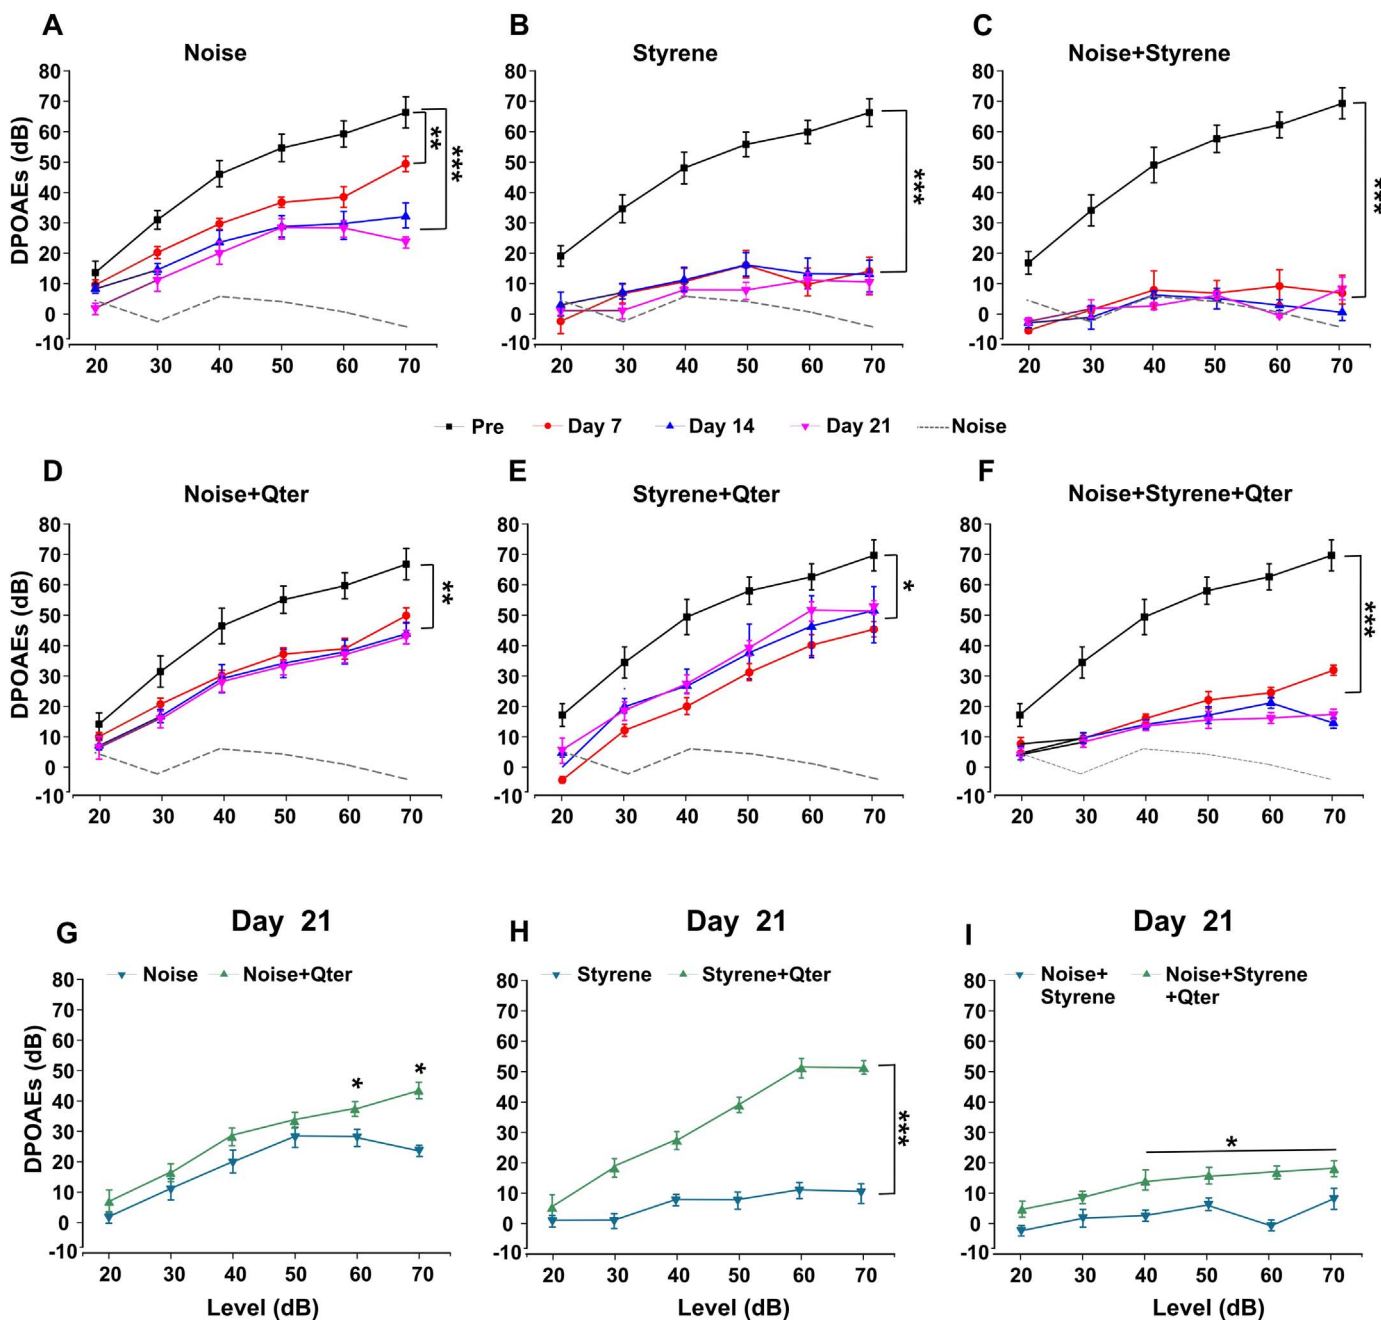 A
Noise
B
Styrene
C
Noise+Styrene
DPOAEs (dB)
80
70
60
50
40
30
20
10
0
-10
20 30 40 50 60 70
**
***
80
70
60
50
40
30
20
10
0
-10
20 30 40 50 60 70
***
80
70
60
50
40
30
20
10
0
-10
20 30 40 50 60 70
***
Pre Day 7 Day 14 Day 21 Noise
D
Noise+Qter
E
Styrene+Qter
F
Noise+Styrene+Qter
DPOAEs (dB)
80
70
60
50
40
30
20
10
0
-10
20 30 40 50 60 70
**
80
70
60
50
40
30
20
10
0
-10
20 30 40 50 60 70
*
80
70
60
50
40
30
20
10
0
-10
20 30 40 50 60 70
***
G
Day 21
Noise Noise+Qter
DPOAEs (dB)
80
70
60
50
40
30
20
10
0
-10
* *
20 30 40 50 60 70
Level (dB)
H
Day 21
Styrene Styrene+Qter
80
70
60
50
40
30
20
10
0
-10
***
20 30 40 50 60 70
Level (dB)
I
Day 21
Noise+
Styrene
Noise+Styrene
+Qter
80
70
60
50
40
30
20
10
0
-10
*
20 30 40 50 60 70
Level (dB)